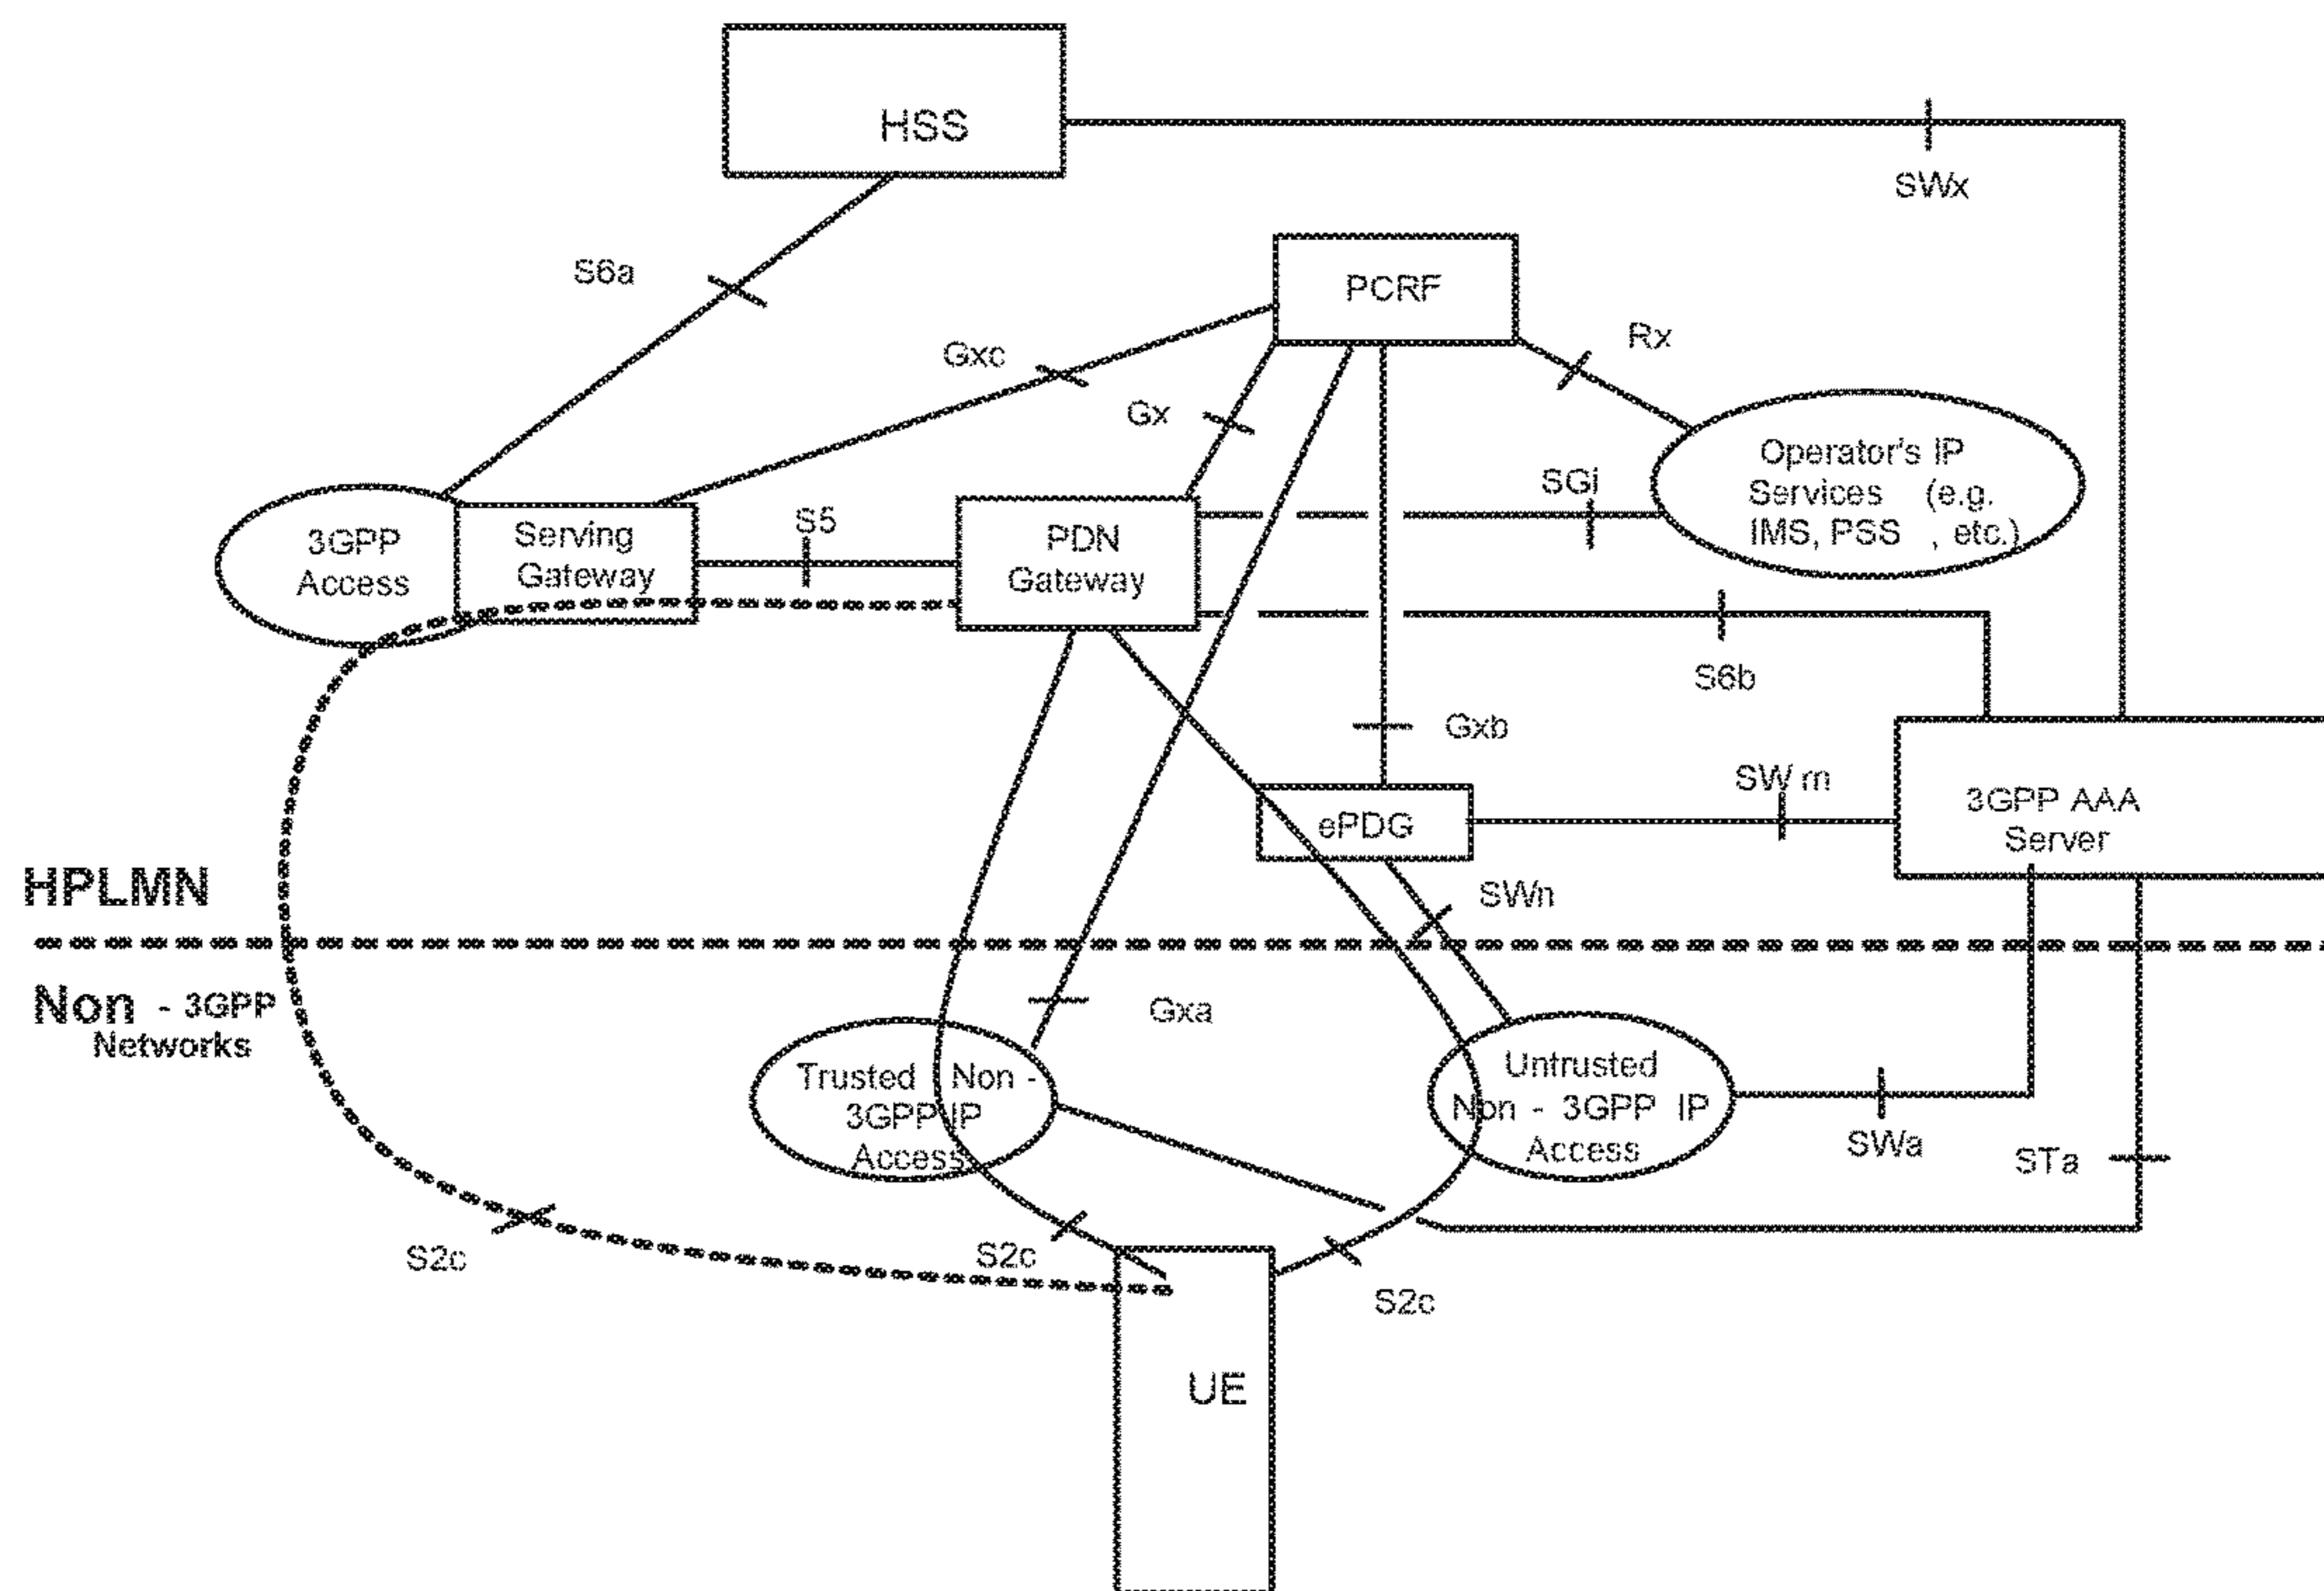 HSS
SWx
S6a
PCRF
Rx
Gxc
Gx
Operator's IP
Services (e.g.
IMS, PSS , etc.)
SGi
S5
3GPP
Access
Serving
Gateway
PDN
Gateway
S6b
Gxb
SW m
3GPP AAA
Server
ePDG
SWn
HPLMN
Non - 3GPP
Networks
Gxa
Trusted Non -
3GPP IP
Access
Untrusted
Non - 3GPP IP
Access
SWa
STa
S2c
S2c
S2c
UE